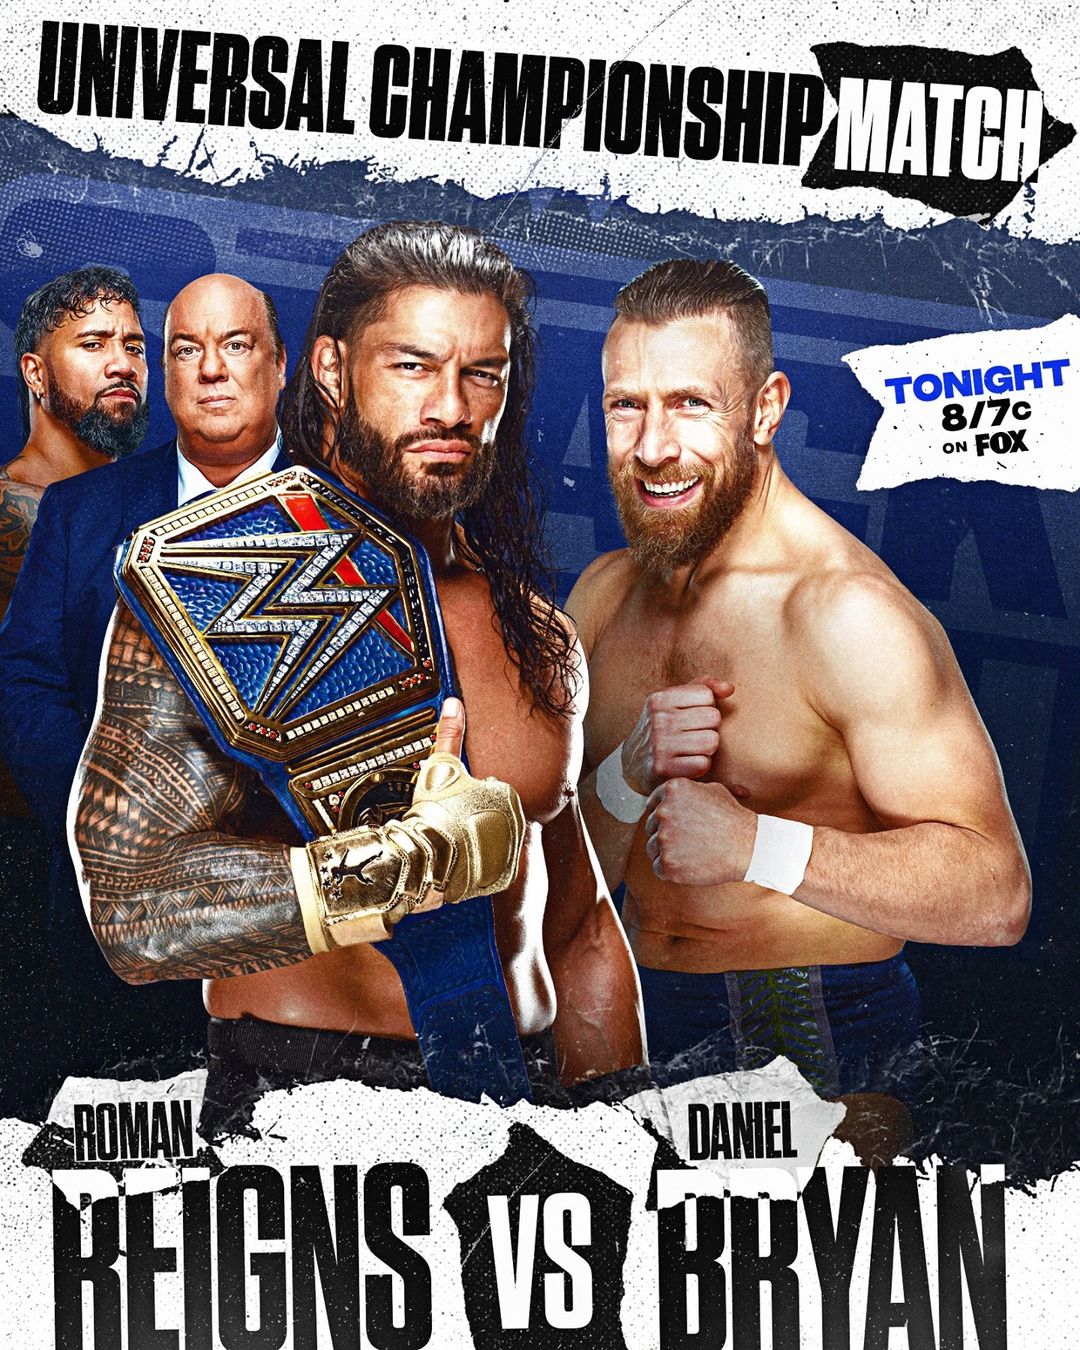 UNIVERSAL CHAMPIONSHIP MATCH
TONIGHT
8/7C
ON FOX
ROMAN
REIGNS
VS
DANIEL
BRYAN